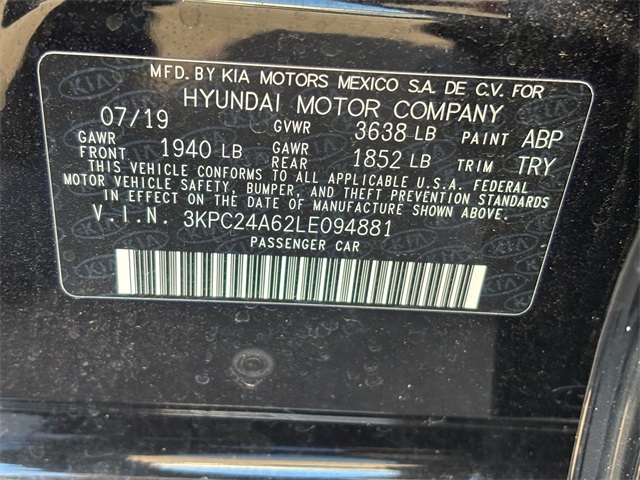 MFD. BY KIA MOTORS MEXICO S.A. DE C.V. FOR
HYUNDAI MOTOR COMPANY
07/19 GVWR 3638 LB PAINT ABP
GAWR FRONT 1940 LB GAWR REAR 1852 LB TRIM TRY
THIS VEHICLE CONFORMS TO ALL APPLICABLE U.S.A. FEDERAL
MOTOR VEHICLE SAFETY, BUMPER, AND THEFT PREVENTION STANDARDS
IN EFFECT ON THE DATE OF MANUFACTURE SHOWN ABOVE.
V.I.N. 3KPC24A62LE094881
PASSENGER CAR